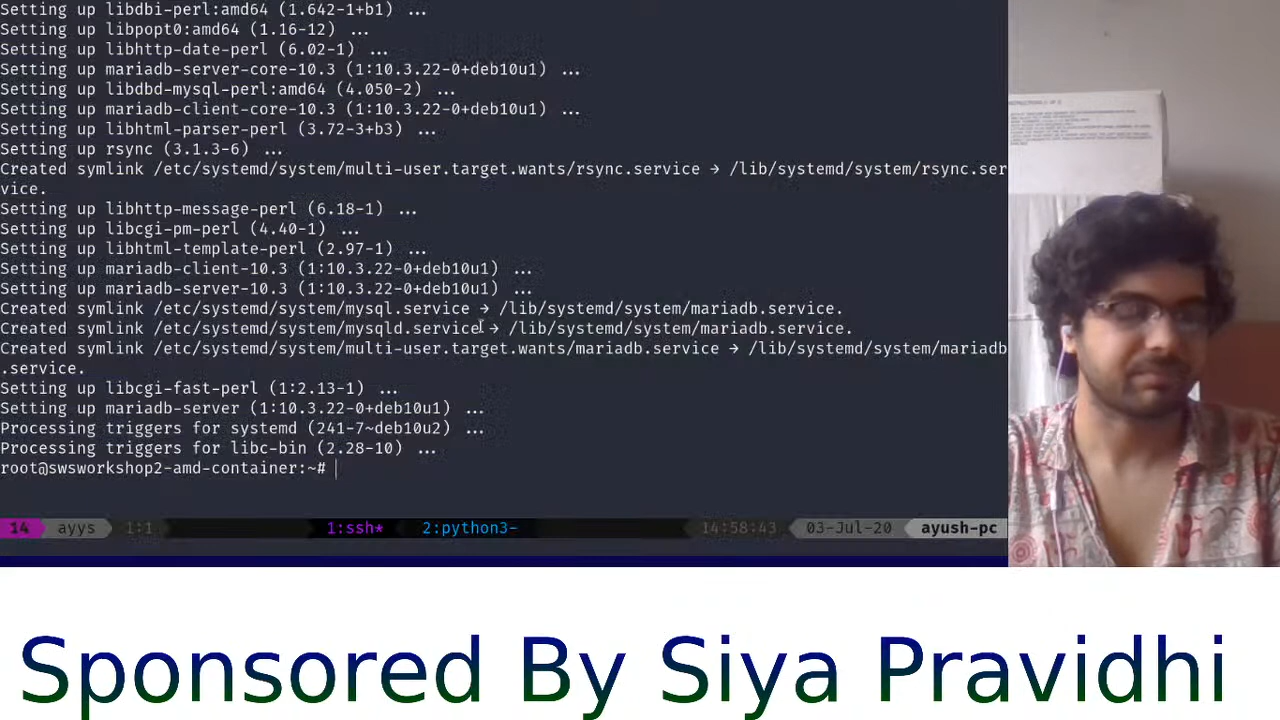 Setting up libdbi-perl:amd64 (1.642-1+b1) ...
Setting up libpopt0:amd64 (1.16-12) ...
Setting up libhttp-date-perl (6.02-1) ...
Setting up mariadb-server-core-10.3 (1:10.3.22-0+deb10u1) ...
Setting up libdbd-mysql-perl:amd64 (4.050-2) ...
Setting up mariadb-client-core-10.3 (1:10.3.22-0+deb10u1) ...
Setting up libhtml-parser-perl (3.72-3+b3) ...
Setting up rsync (3.1.3-6) ...
Created symlink /etc/systemd/system/multi-user.target.wants/rsync.service → /lib/systemd/system/rsync.ser
vice.
Setting up libhttp-message-perl (6.18-1) ...
Setting up libcgi-pm-perl (4.40-1) ...
Setting up libhtml-template-perl (2.97-1) ...
Setting up mariadb-client-10.3 (1:10.3.22-0+deb10u1) ...
Setting up mariadb-server-10.3 (1:10.3.22-0+deb10u1) ...
Created symlink /etc/systemd/system/mysql.service → /lib/systemd/system/mariadb.service.
Created symlink /etc/systemd/system/mysqld.service → /lib/systemd/system/mariadb.service.
Created symlink /etc/systemd/system/multi-user.target.wants/mariadb.service → /lib/systemd/system/mariadb
.service.
Setting up libcgi-fast-perl (1:2.13-1) ...
Setting up mariadb-server (1:10.3.22-0+deb10u1) ...
Processing triggers for systemd (241-7~deb10u2) ...
Processing triggers for libc-bin (2.28-10) ...
root@swsworkshop2-amd-container:~#
14 ayys 1:1 1:ssh* 2:python3- 14:58:43 03-Jul-20 ayush-pc
Sponsored By Siya Pravidhi